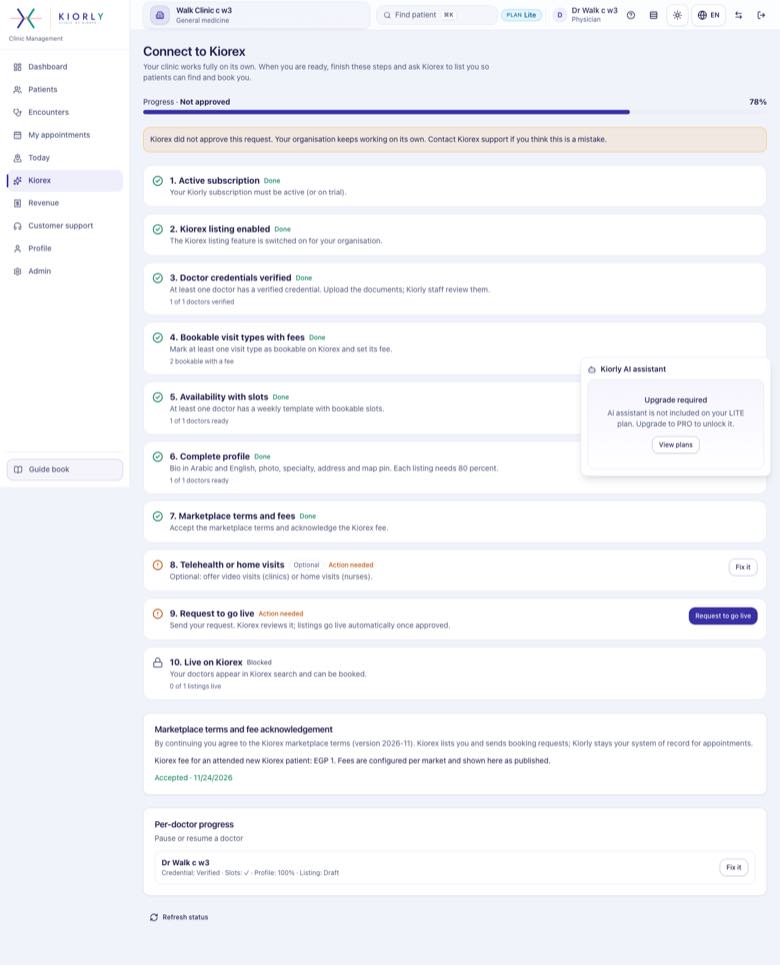 KIORLY
Clinic Management
Walk Clinic c w3
General medicine
Find patient ⌘K
PLAN Lite
D
Dr Walk c w3
Physician
EN
Dashboard
Patients
Encounters
My appointments
Today
Kiorex
Revenue
Customer support
Profile
Admin
Guide book
Connect to Kiorex
Your clinic works fully on its own. When you are ready, finish these steps and ask Kiorex to list you so
patients can find and book you.
Progress · Not approved 78%
Kiorex did not approve this request. Your organisation keeps working on its own. Contact Kiorex support if you think this is a mistake.
1. Active subscription Done
Your Kiorly subscription must be active (or on trial).
2. Kiorex listing enabled Done
The Kiorex listing feature is switched on for your organisation.
3. Doctor credentials verified Done
At least one doctor has a verified credential. Upload the documents; Kiorly staff review them.
1 of 1 doctors verified
4. Bookable visit types with fees Done
Mark at least one visit type as bookable on Kiorex and set its fee.
2 bookable with a fee
5. Availability with slots Done
At least one doctor has a weekly template with bookable slots.
1 of 1 doctors ready
6. Complete profile Done
Bio in Arabic and English, photo, specialty, address and map pin. Each listing needs 80 percent.
1 of 1 doctors ready
Kiorly AI assistant
Upgrade required
AI assistant is not included on your LITE
plan. Upgrade to PRO to unlock it.
View plans
7. Marketplace terms and fees Done
Accept the marketplace terms and acknowledge the Kiorex fee.
8. Telehealth or home visits Optional Action needed
Optional: offer video visits (clinics) or home visits (nurses).
Fix it
9. Request to go live Action needed
Send your request. Kiorex reviews it; listings go live automatically once approved.
Request to go live
10. Live on Kiorex Blocked
Your doctors appear in Kiorex search and can be booked.
0 of 1 listings live
Marketplace terms and fee acknowledgement
By continuing you agree to the Kiorex marketplace terms (version 2026-11). Kiorex lists you and sends booking requests; Kiorly stays your system of record for appointments.
Kiorex fee for an attended new Kiorex patient: EGP 1. Fees are configured per market and shown here as published.
Accepted · 11/24/2026
Per-doctor progress
Pause or resume a doctor
Dr Walk c w3
Credential: Verified · Slots: ✓ · Profile: 100% · Listing: Draft
Fix it
Refresh status